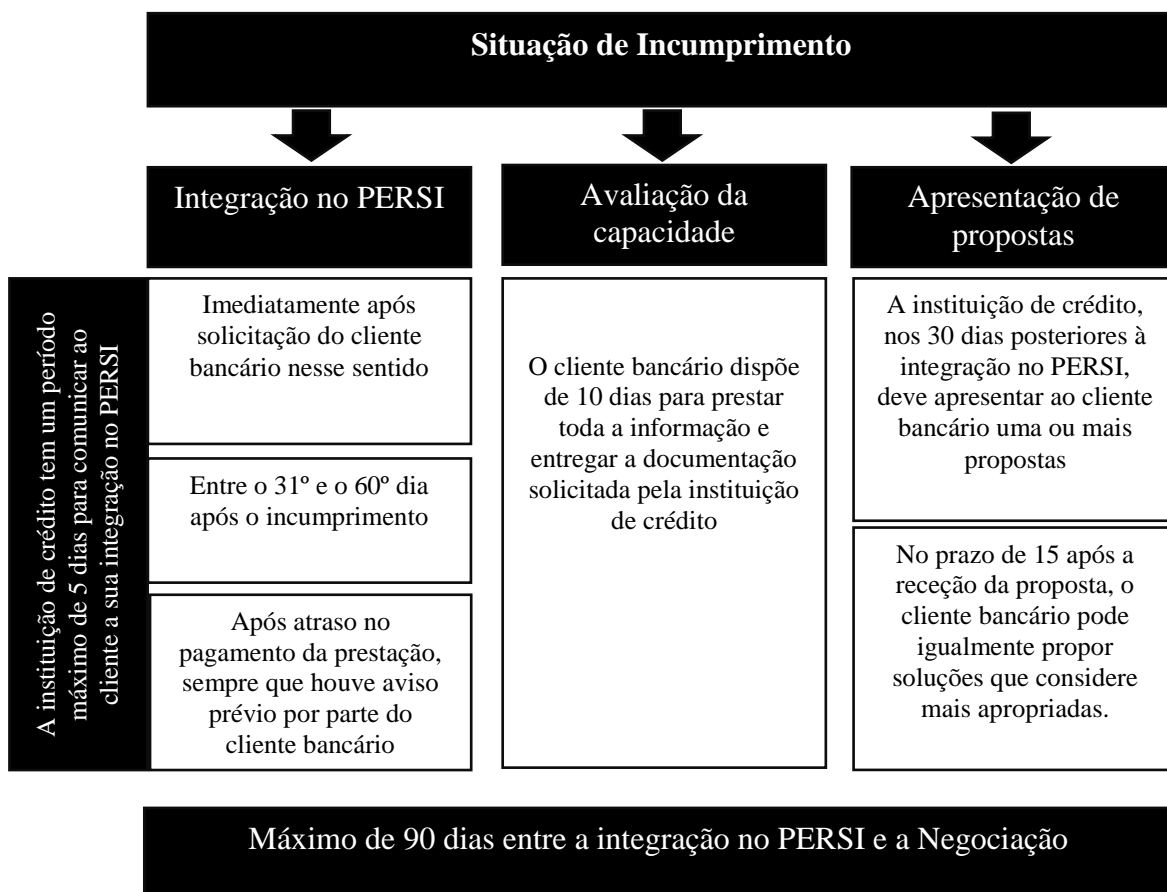 Situação de Incumprimento
Integração no PERSI
Avaliação da
capacidade
Apresentação de
propostas
A instituição de crédito tem um período
máximo de 5 dias para comunicar ao
cliente a sua integração no PERSI
Imediatamente após
solicitação do cliente
bancário nesse sentido
Entre o 31º e o 60º dia
após o incumprimento
Após atraso no
pagamento da prestação,
sempre que houve aviso
prévio por parte do
cliente bancário
O cliente bancário dispõe
de 10 dias para prestar
toda a informação e
entregar a documentação
solicitada pela instituição
de crédito
A instituição de crédito,
nos 30 dias posteriores à
integração no PERSI,
deve apresentar ao cliente
bancário uma ou mais
propostas
No prazo de 15 após a
receção da proposta, o
cliente bancário pode
igualmente propor
soluções que considere
mais apropriadas.
Máximo de 90 dias entre a integração no PERSI e a Negociação